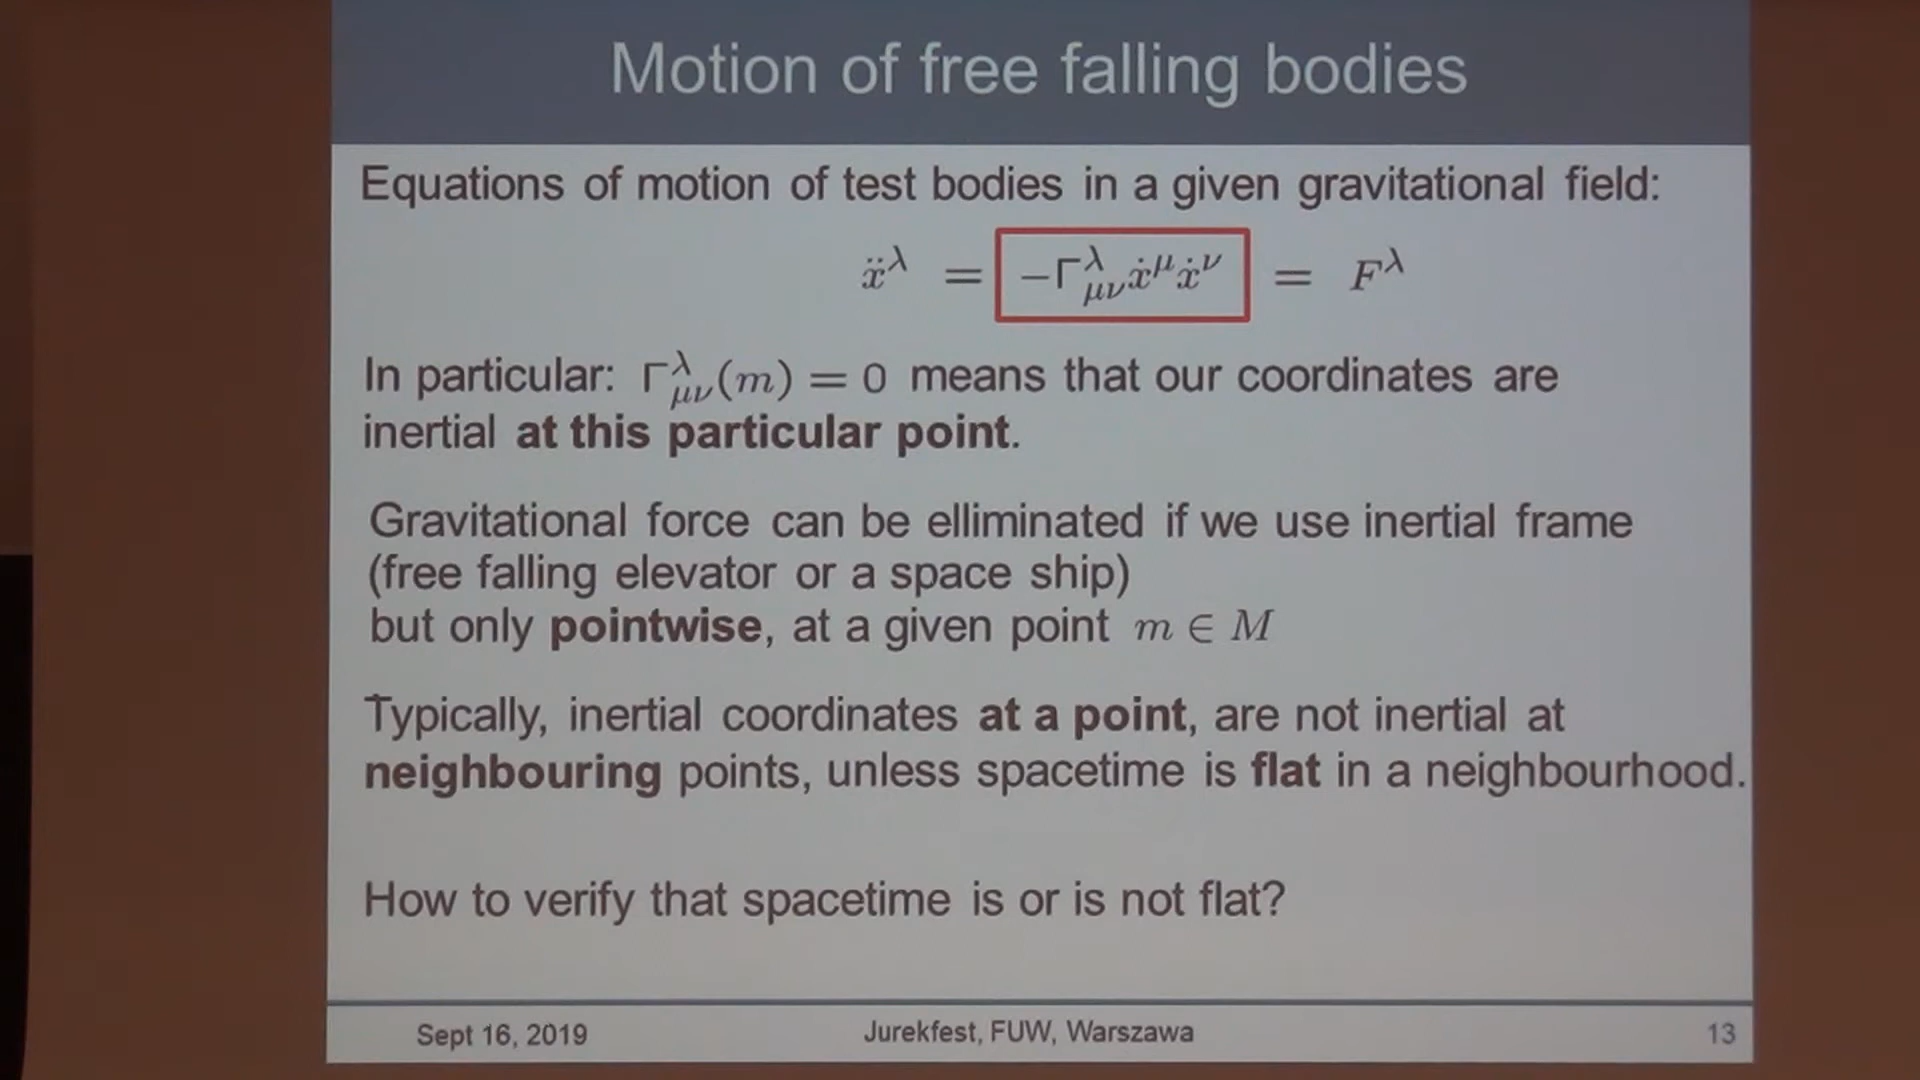 Motion of free falling bodies
Equations of motion of test bodies in a given gravitational field:
ẍ^λ = −Γ^λ_{μν} ẋ^μ ẋ^ν = F^λ
In particular: Γ^λ_{μν}(m) = 0 means that our coordinates are
inertial at this particular point.
Gravitational force can be elliminated if we use inertial frame
(free falling elevator or a space ship)
but only pointwise, at a given point m ∈ M
Typically, inertial coordinates at a point, are not inertial at
neighbouring points, unless spacetime is flat in a neighbourhood.
How to verify that spacetime is or is not flat?
Sept 16, 2019
Jurekfest, FUW, Warszawa
13